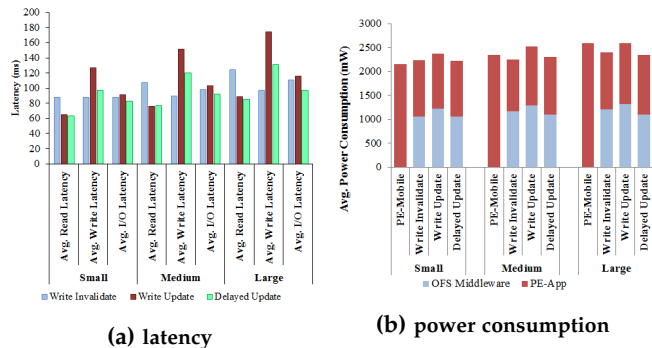 200
180
160
140
120
100
80
60
40
20
0
Latency (ms)
Avg. Read Latency
Avg. Write Latency
Avg. I/O Latency
Avg. Read Latency
Avg. Write Latency
Avg. I/O Latency
Avg. Read Latency
Avg. Write Latency
Avg. I/O Latency
Small Medium Large
Write Invalidate Write Update Delayed Update
(a) latency
3000
2500
2000
1500
1000
500
0
Avg. Power Consumption (mW)
PE-Mobile
Write Invalidate
Write Update
Delayed Update
PE-Mobile
Write Invalidate
Write Update
Delayed Update
PE-Mobile
Write Invalidate
Write Update
Delayed Update
Small Medium Large
OFS Middleware PE-App
(b) power consumption